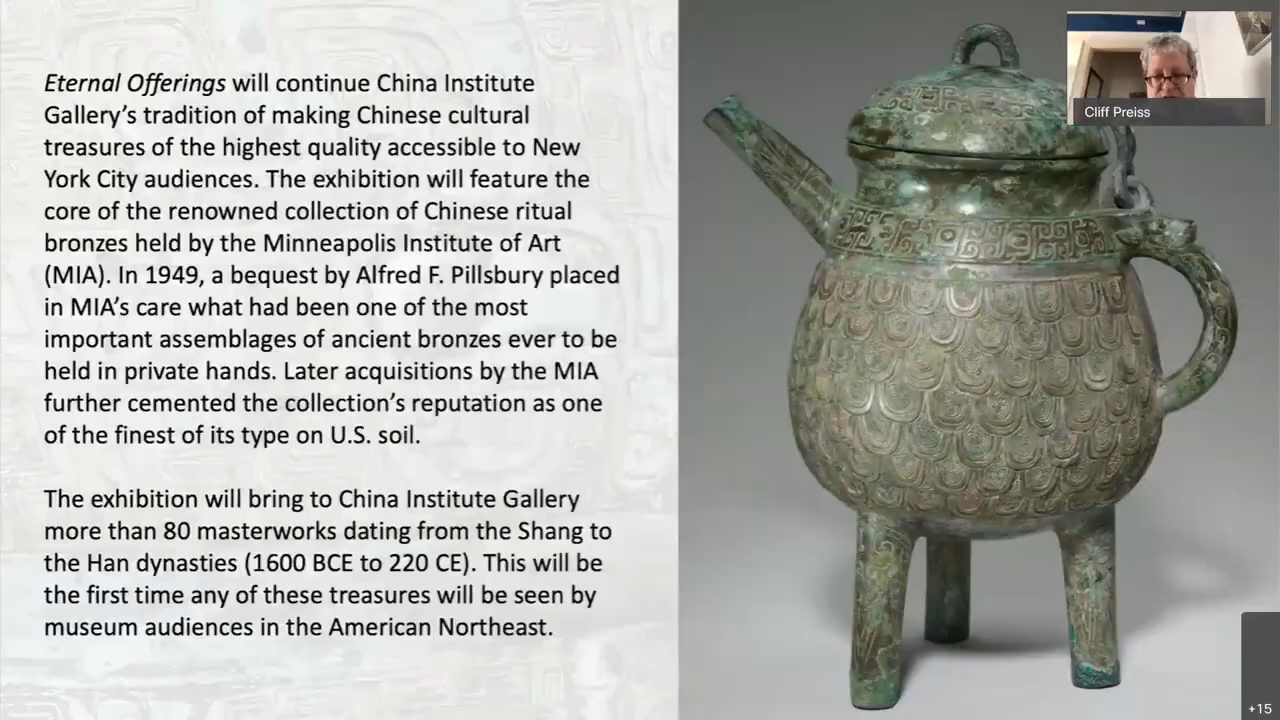 Eternal Offerings will continue China Institute
Gallery’s tradition of making Chinese cultural
treasures of the highest quality accessible to New
York City audiences. The exhibition will feature the
core of the renowned collection of Chinese ritual
bronzes held by the Minneapolis Institute of Art
(MIA). In 1949, a bequest by Alfred F. Pillsbury placed
in MIA’s care what had been one of the most
important assemblages of ancient bronzes ever to be
held in private hands. Later acquisitions by the MIA
further cemented the collection’s reputation as one
of the finest of its type on U.S. soil.
The exhibition will bring to China Institute Gallery
more than 80 masterworks dating from the Shang to
the Han dynasties (1600 BCE to 220 CE). This will be
the first time any of these treasures will be seen by
museum audiences in the American Northeast.
Cliff Preiss
+15